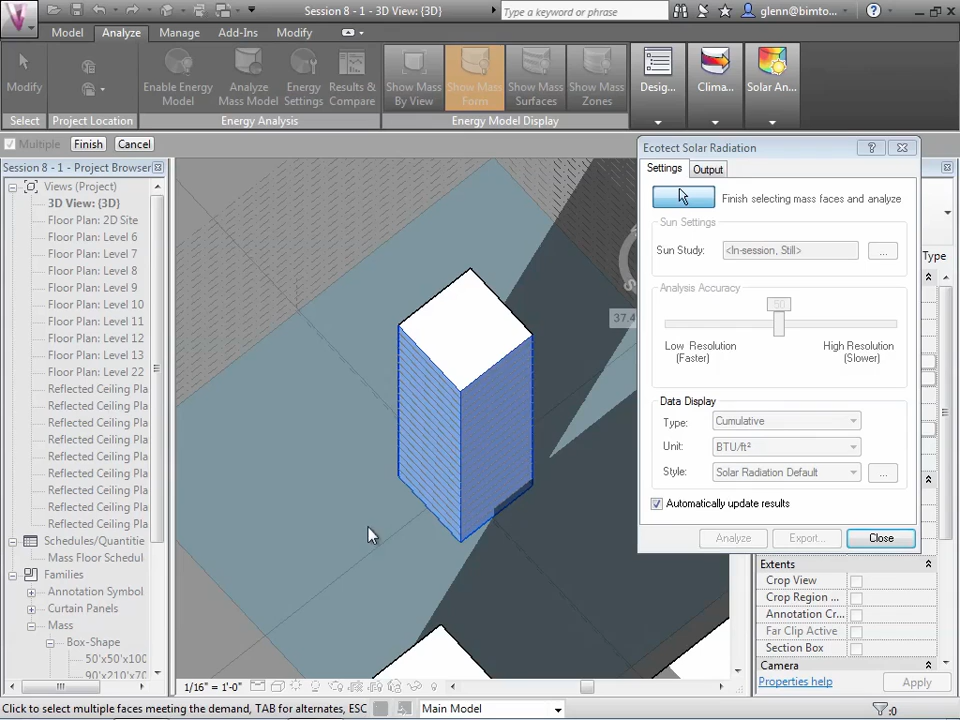 Session 8 - 1 - 3D View: {3D}
Type a keyword or phrase
glenn@bimto...
Model Analyze Manage Add-Ins Modify
Modify
Enable Energy Model
Analyze Mass Model
Energy Settings
Results & Compare
Show Mass By View
Show Mass Form
Show Mass Surfaces
Show Mass Zones
Desig...
Clima...
Solar An...
Select
Project Location
Energy Analysis
Energy Model Display
Multiple Finish Cancel
Session 8 - 1 - Project Browser
Views (Project)
3D View: {3D}
Floor Plan: 2D Site
Floor Plan: Level 6
Floor Plan: Level 7
Floor Plan: Level 8
Floor Plan: Level 9
Floor Plan: Level 10
Floor Plan: Level 11
Floor Plan: Level 12
Floor Plan: Level 13
Floor Plan: Level 22
Reflected Ceiling Pla
Reflected Ceiling Pla
Reflected Ceiling Pla
Reflected Ceiling Pla
Reflected Ceiling Pla
Reflected Ceiling Pla
Reflected Ceiling Pla
Reflected Ceiling Pla
Reflected Ceiling Pla
Schedules/Quantitie
Mass Floor Schedul
Families
Annotation Symbol
Curtain Panels
Mass
Box-Shape
50'x50'x100
90'x210'x70
S
37.4
Ecotect Solar Radiation
Settings Output
Finish selecting mass faces and analyze
Sun Settings
Sun Study: <In-session, Still> ...
Analysis Accuracy
50
Low Resolution (Faster)
High Resolution (Slower)
Data Display
Type: Cumulative
Unit: BTU/ft²
Style: Solar Radiation Default ...
Automatically update results
Analyze Export... Close
Type
Extents
Crop View
Crop Region ...
Annotation Cr...
Far Clip Active
Section Box
Camera
Properties help
Apply
1/16" = 1'-0"
Click to select multiple faces meeting the demand, TAB for alternates, ESC
Main Model
:0